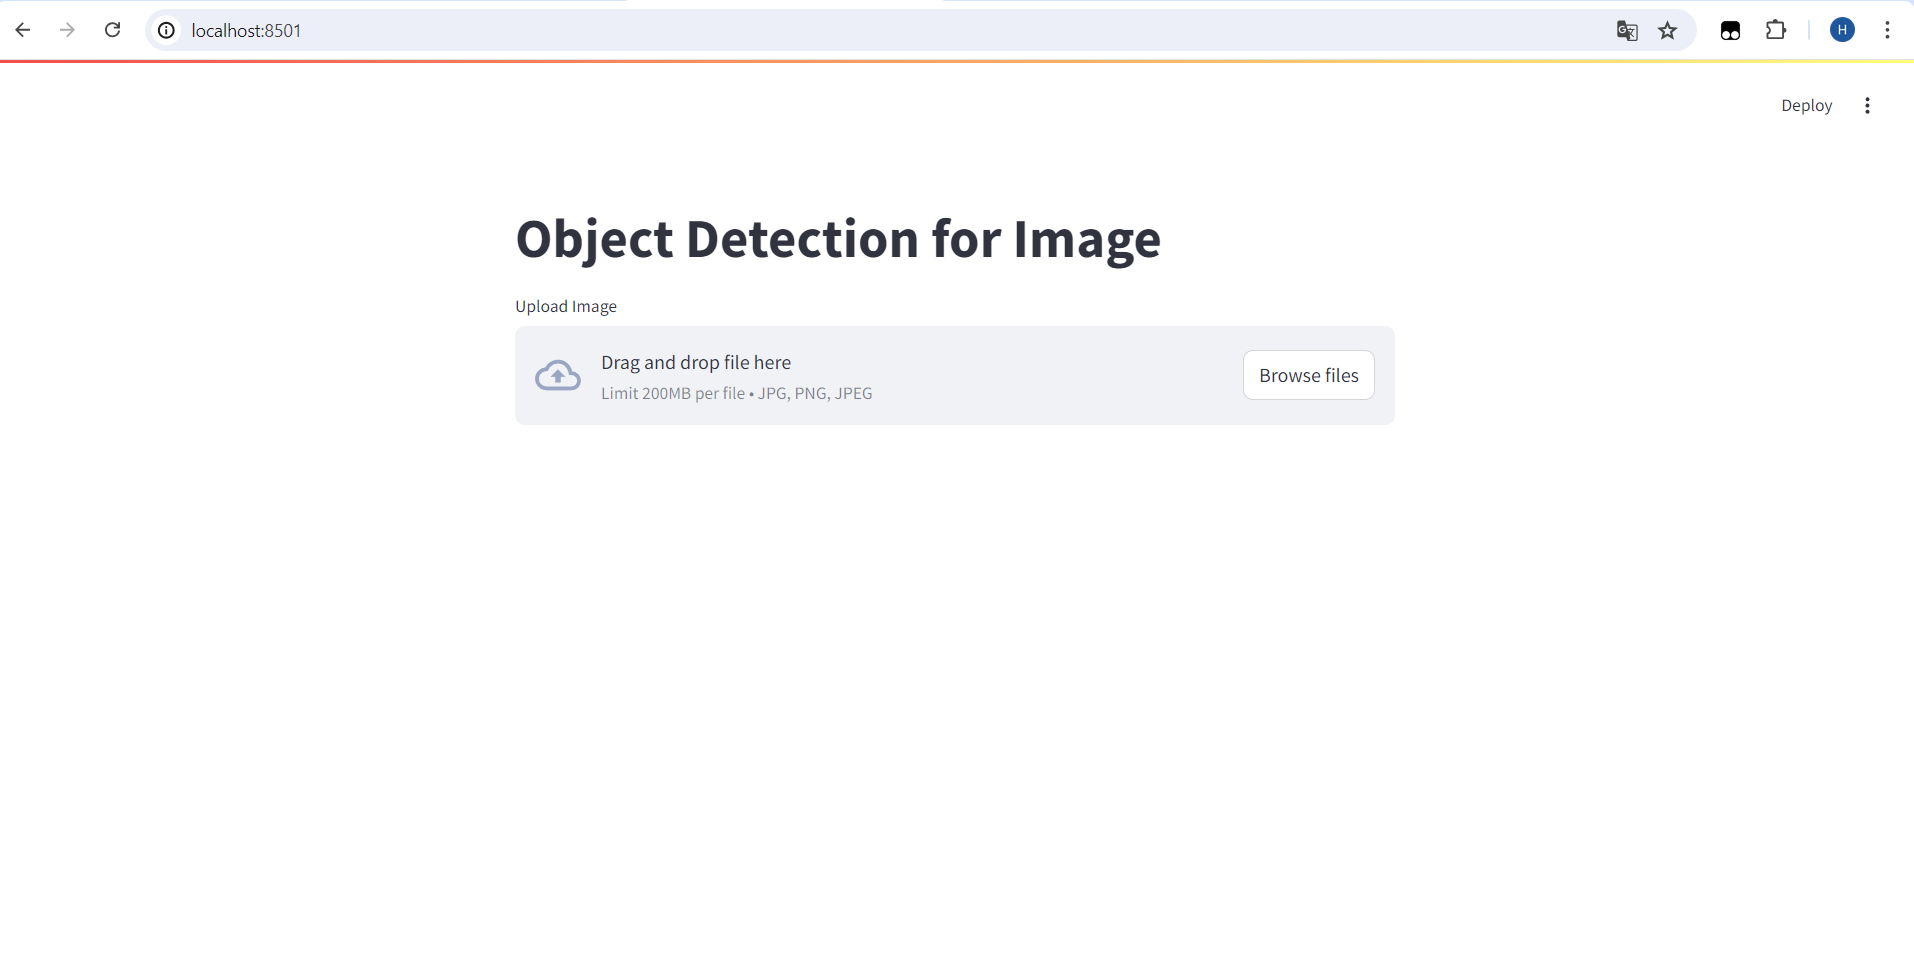 localhost:8501
H
Deploy
Object Detection for Image
Upload Image
Drag and drop file here
Limit 200MB per file • JPG, PNG, JPEG
Browse files